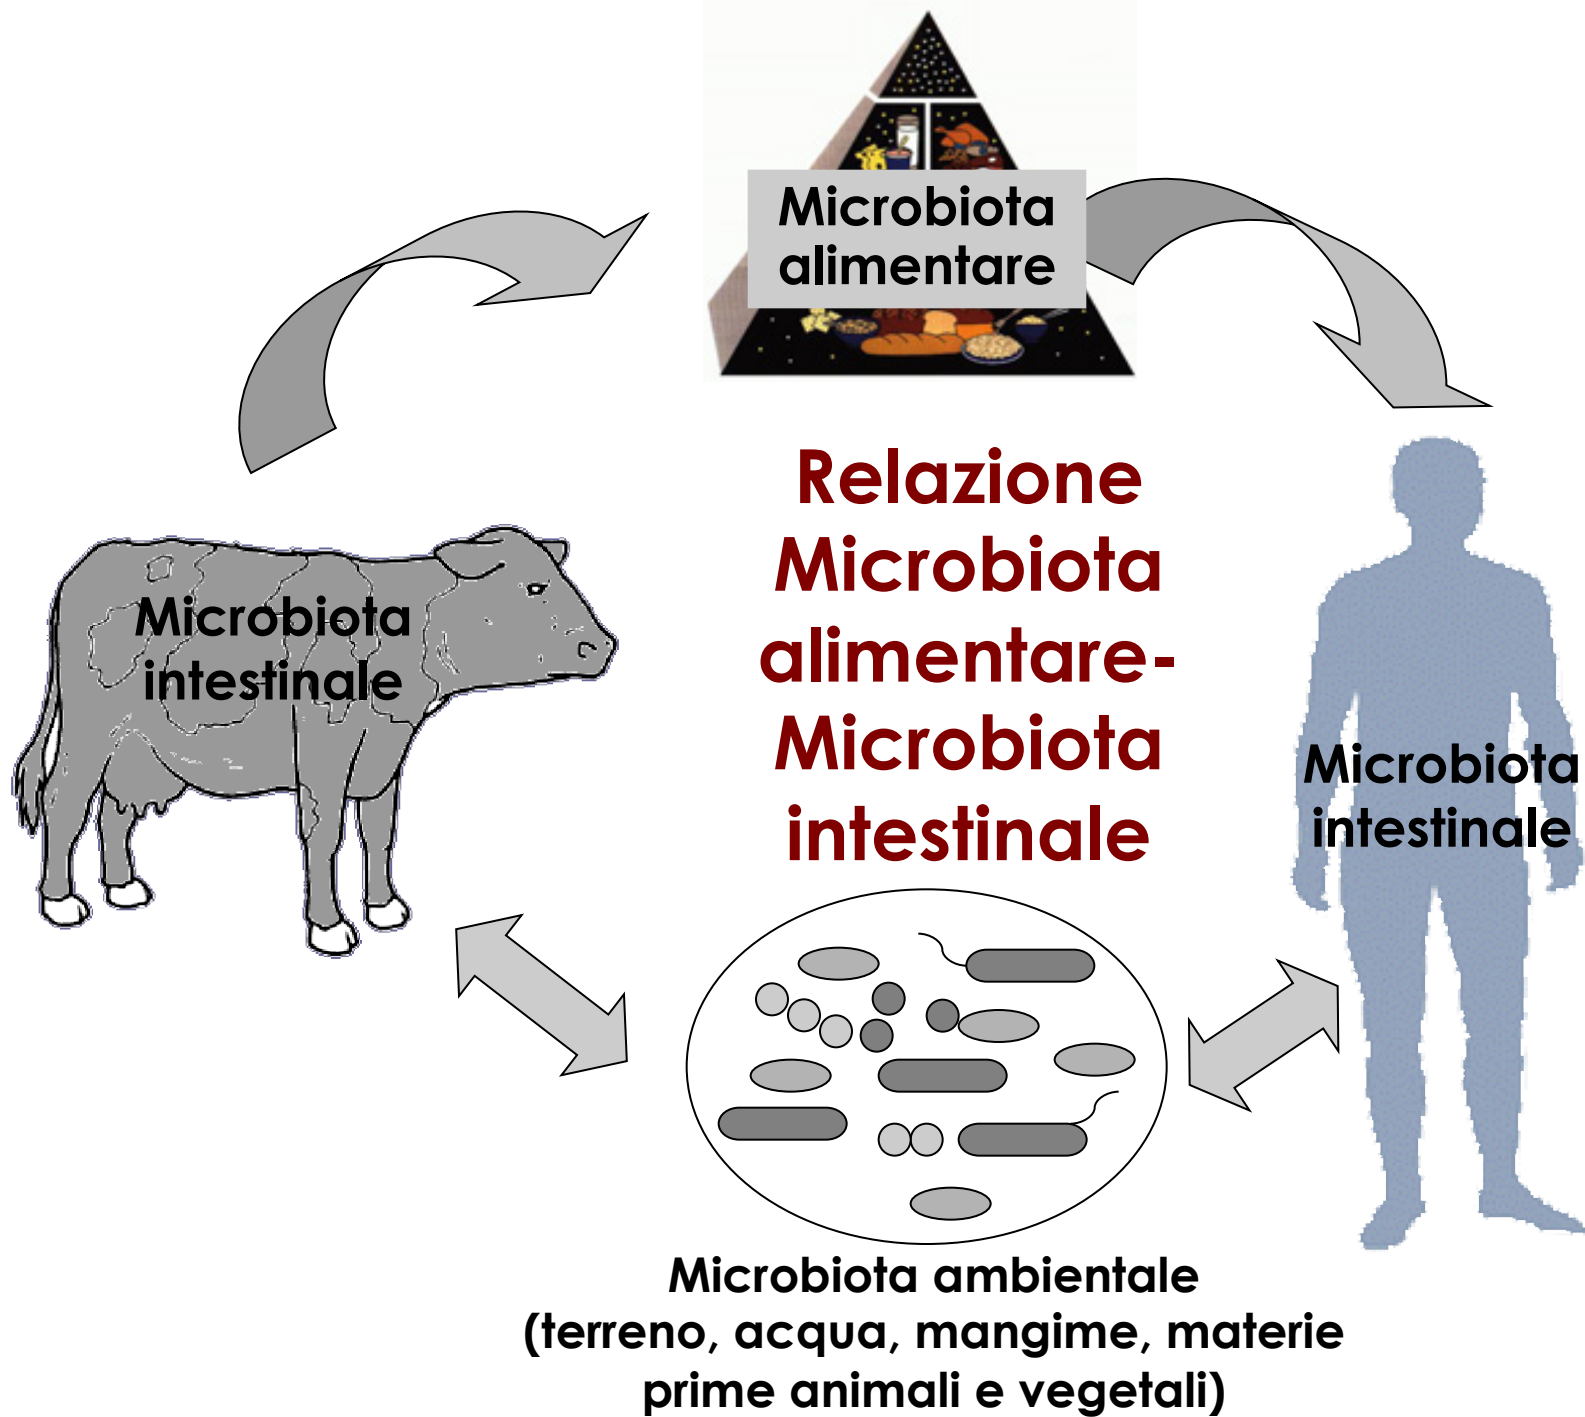 Microbiota
alimentare
Relazione
Microbiota
alimentare-
Microbiota
intestinale
Microbiota
intestinale
Microbiota
intestinale
Microbiota ambientale
(terreno, acqua, mangime, materie
prime animali e vegetali)